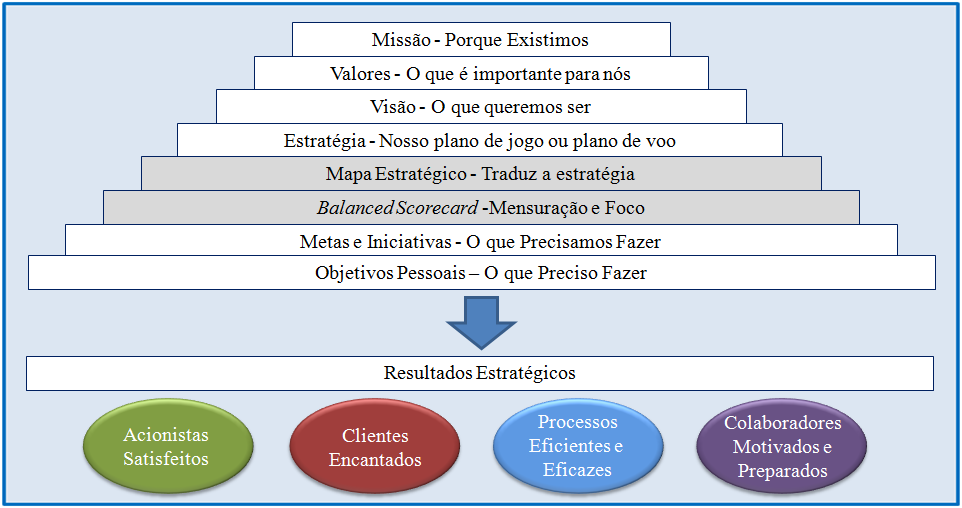 Missão - Porque Existimos
Valores - O que é importante para nós
Visão - O que queremos ser
Estratégia - Nosso plano de jogo ou plano de voo
Mapa Estratégico - Traduz a estratégia
Balanced Scorecard -Mensuração e Foco
Metas e Iniciativas - O que Precisamos Fazer
Objetivos Pessoais – O que Preciso Fazer
Resultados Estratégicos
Acionistas
Satisfeitos
Clientes
Encantados
Processos
Eficientes e
Eficazes
Colaboradores
Motivados e
Preparados